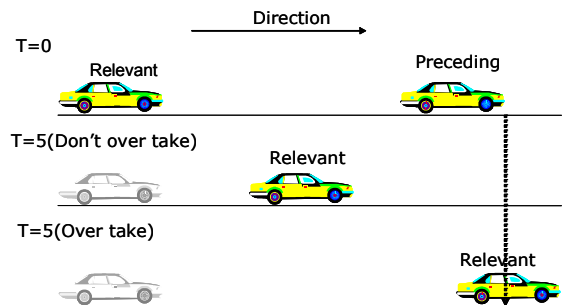 Direction
T=0
Relevant
Preceding
T=5(Don't over take)
Relevant
T=5(Over take)
Relevant